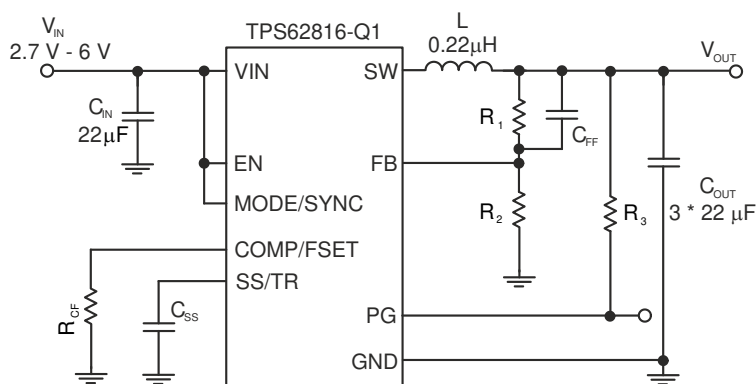 TPS62816-Q1
V_IN
2.7 V - 6 V
L
0.22μH
V_OUT
VIN
SW
C_IN
22μF
R_1
C_FF
EN
FB
MODE/SYNC
R_2
R_3
C_OUT
3 * 22 μF
COMP/FSET
SS/TR
R_CF
C_SS
PG
GND